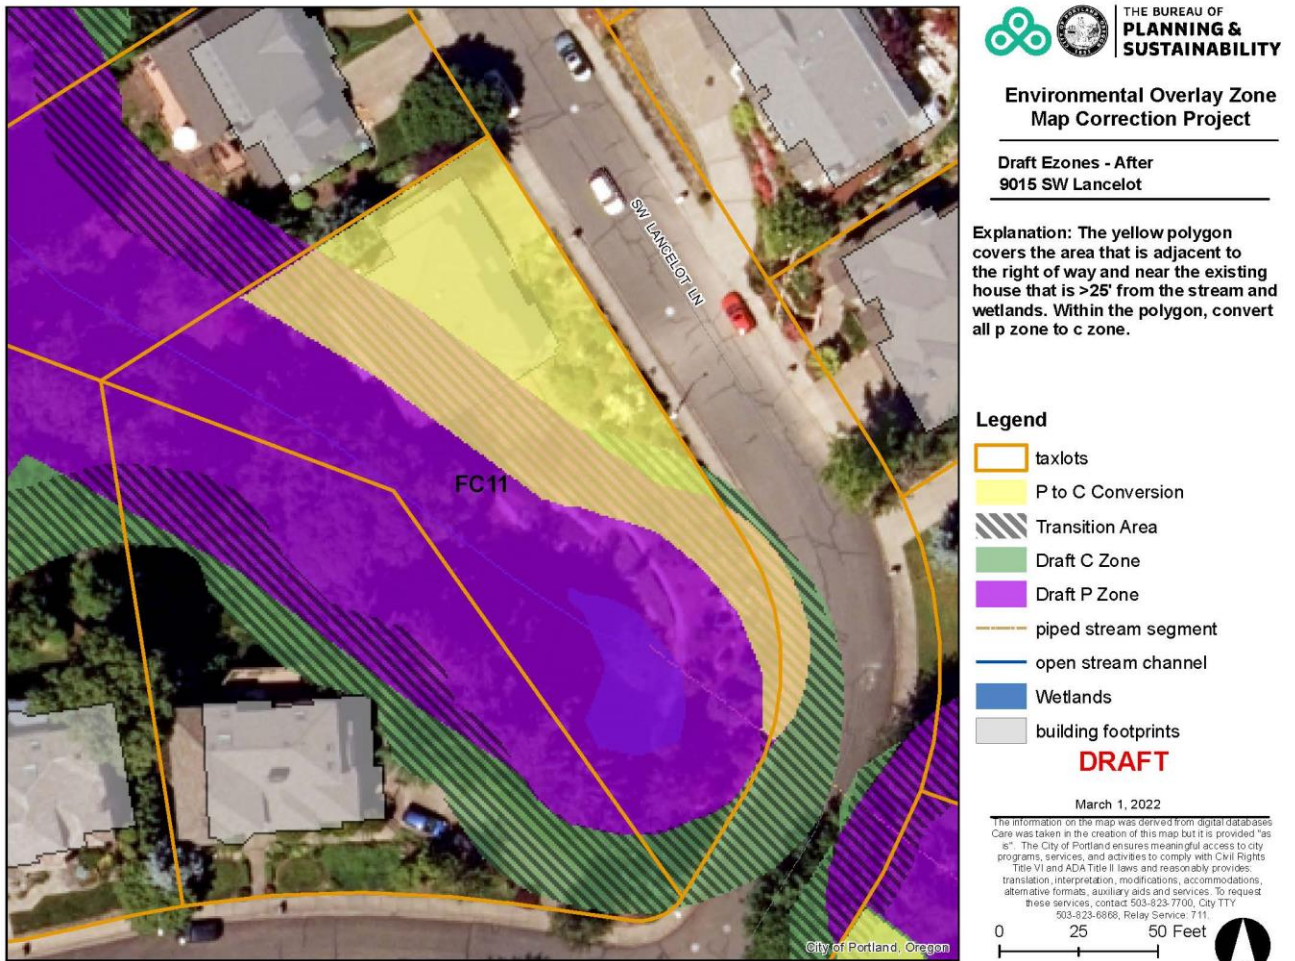 THE BUREAU OF
PLANNING &
SUSTAINABILITY
Environmental Overlay Zone
Map Correction Project
Draft Ezones - After
9015 SW Lancelot
Explanation: The yellow polygon
covers the area that is adjacent to
the right of way and near the existing
house that is >25' from the stream and
wetlands. Within the polygon, convert
all p zone to c zone.
Legend
taxlots
P to C Conversion
Transition Area
Draft C Zone
Draft P Zone
piped stream segment
open stream channel
Wetlands
building footprints
DRAFT
March 1, 2022
The information on the map was derived from digital databases
Care was taken in the creation of this map but it is provided "as
is". The City of Portland ensures meaningful access to city
programs, services, and activities to comply with Civil Rights
Title VI and ADA Title II laws and reasonably provides:
translation, interpretation, modifications, accommodations,
alternative formats, auxiliary aids and services. To request
these services, contact 503-823-7700, City TTY
503-823-6868, Relay Service: 711.
0 25 50 Feet
SW LANCELOT LN
FC11
City of Portland, Oregon